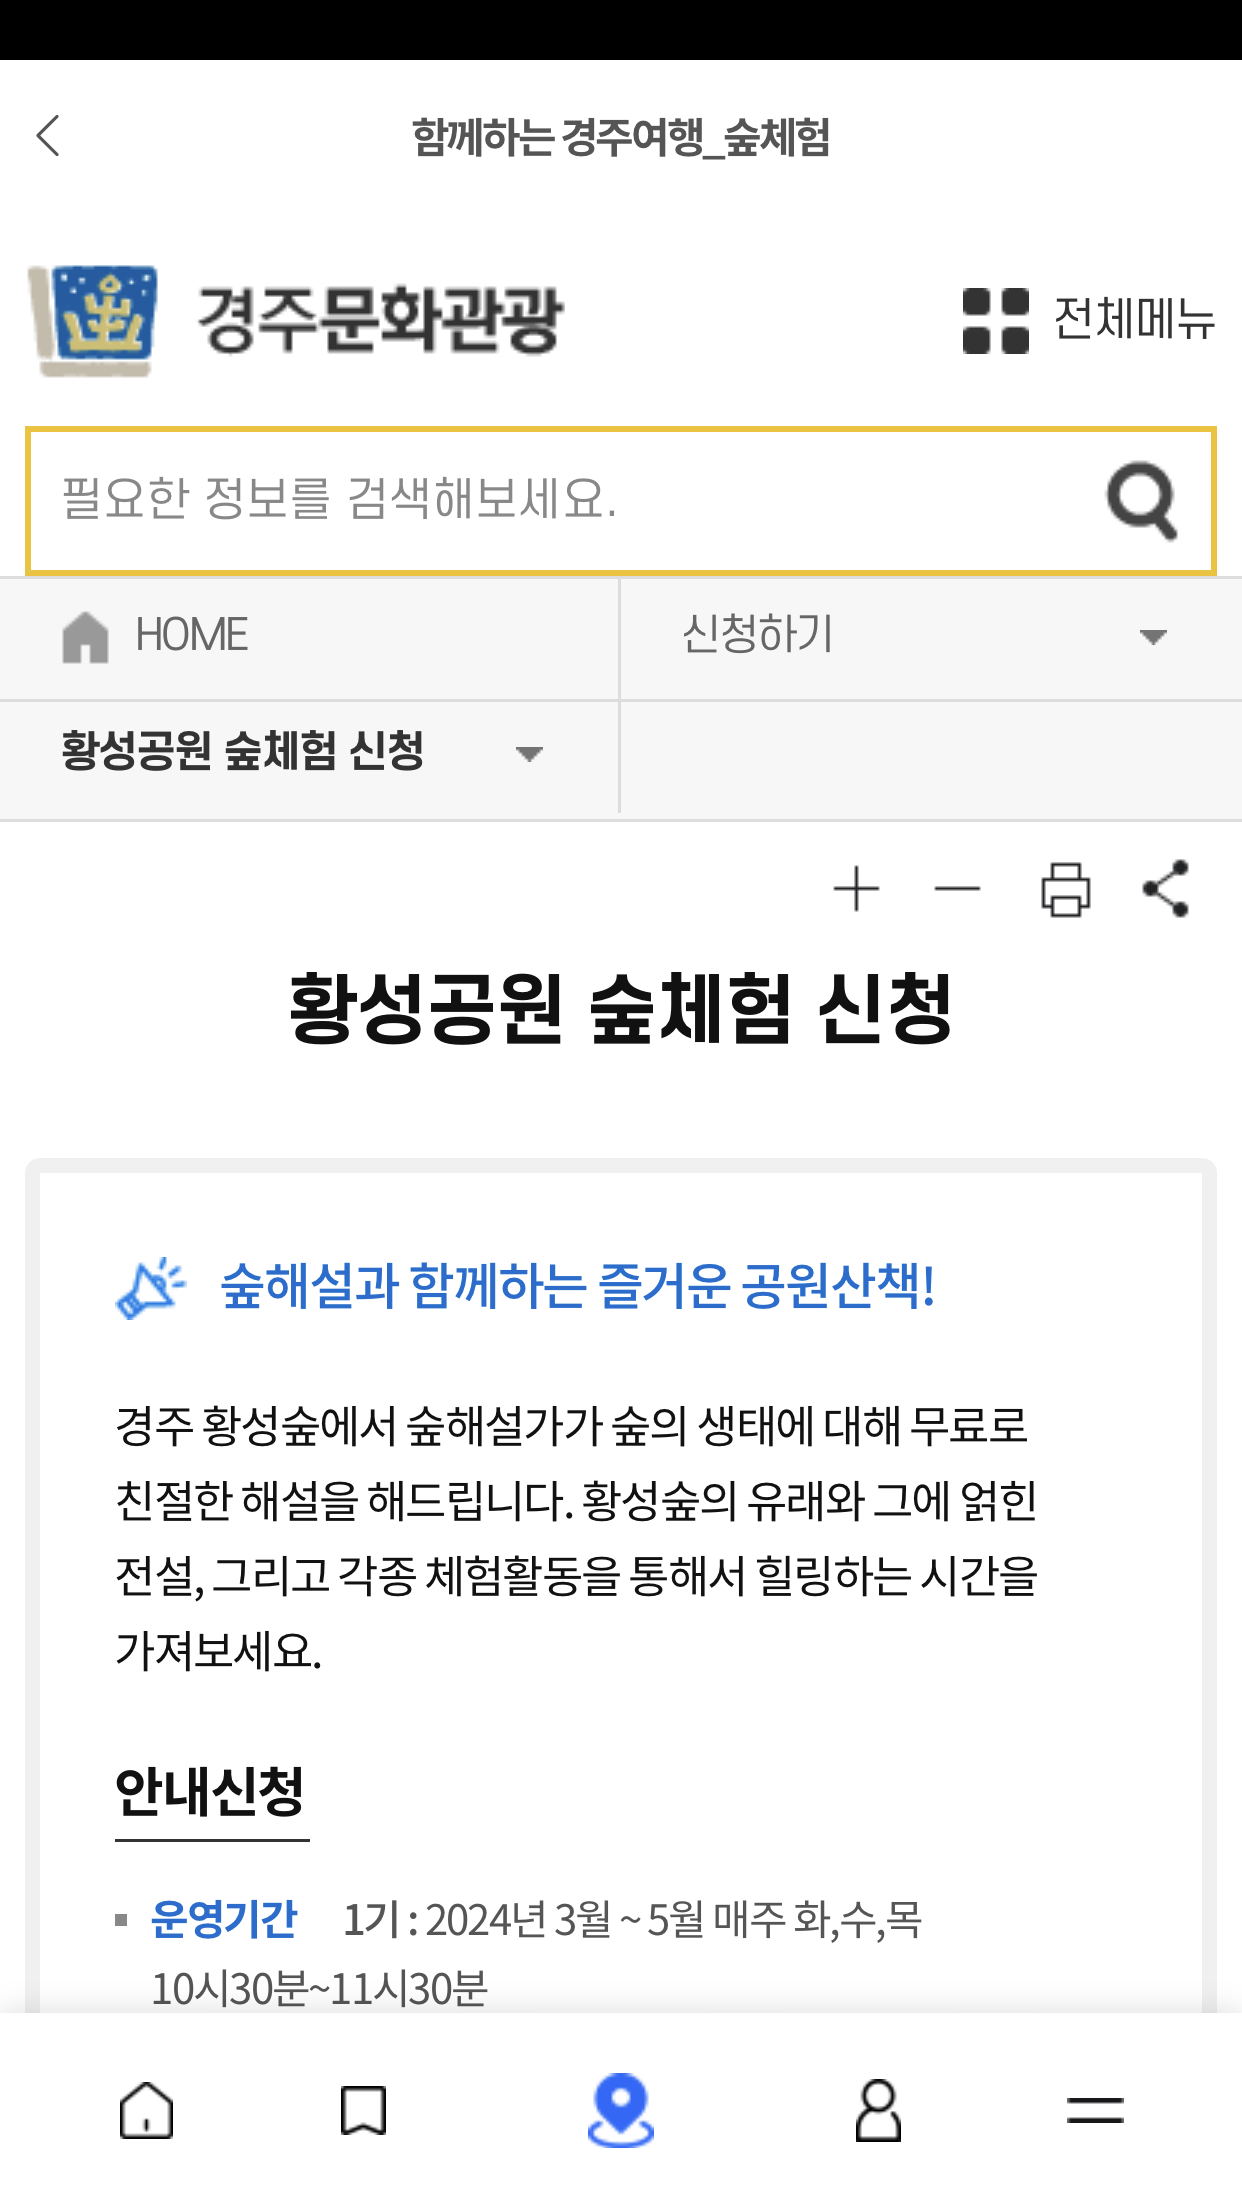 함께하는 경주여행_숲체험
경주문화관광
전체메뉴
필요한 정보를 검색해보세요.
HOME
신청하기
황성공원 숲체험 신청
황성공원 숲체험 신청
숲해설과 함께하는 즐거운 공원산책!
경주 황성숲에서 숲해설가가 숲의 생태에 대해 무료로
친절한 해설을 해드립니다. 황성숲의 유래와 그에 얽힌
전설, 그리고 각종 체험활동을 통해서 힐링하는 시간을
가져보세요.
안내신청
운영기간 1기 : 2024년 3월 ~ 5월 매주 화,수,목
10시30분~11시30분